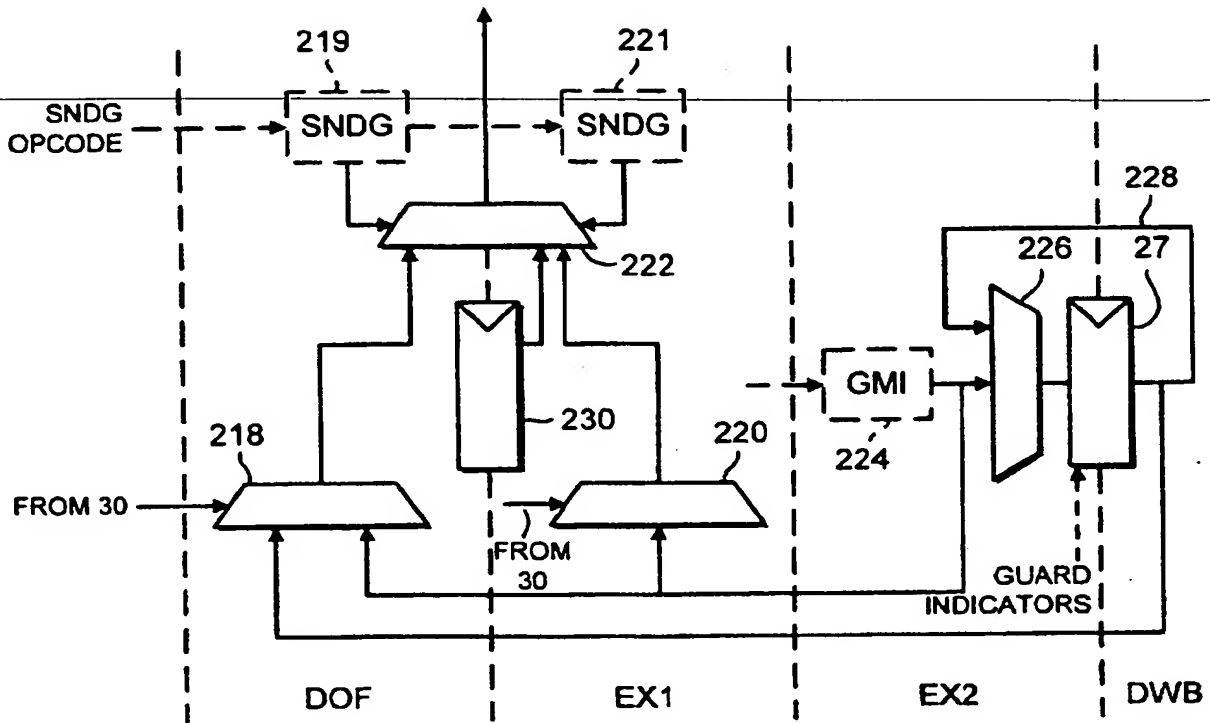 219
221
SNDG
OPCODE
SNDG
SNDG
228
222
226
27
GMI
230
218
220
224
FROM 30
FROM
30
GUARD
INDICATORS
DOF
EX1
EX2
DWB